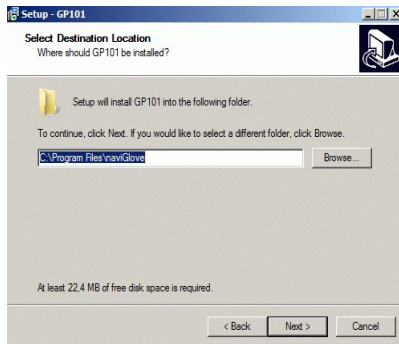 Setup - GP101
Select Destination Location
Where should GP101 be installed?
Setup will install GP101 into the following folder.
To continue, click Next. If you would like to select a different folder, click Browse.
C:\Program Files\naviGlove
Browse...
At least 22,4 MB of free disk space is required.
< Back
Next >
Cancel